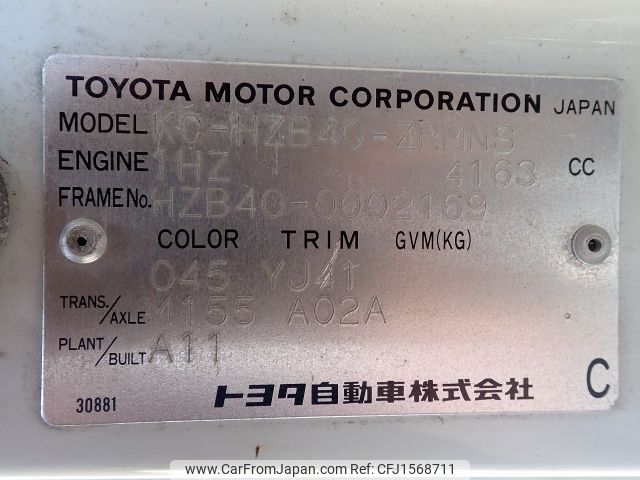 TOYOTA MOTOR CORPORATION JAPAN
MODEL KC-HZB40-ZRMNS
ENGINE 1HZ 4163 CC
FRAME No. HZB40-0002169
COLOR TRIM GVM(KG)
045 YJ41
TRANS./AXLE M155 A02A
PLANT/BUILT A11
30881 トヨタ自動車株式会社 C
www.CarFromJapan.com | CFJ1568711